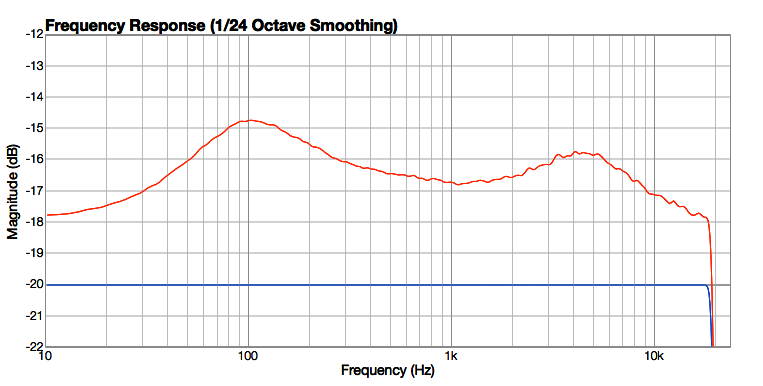 Frequency Response (1/24 Octave Smoothing)
-12
-13
-14
-15
-16
-17
-18
-19
-20
-21
-22
Magnitude (dB)
10 100 1k 10k
Frequency (Hz)